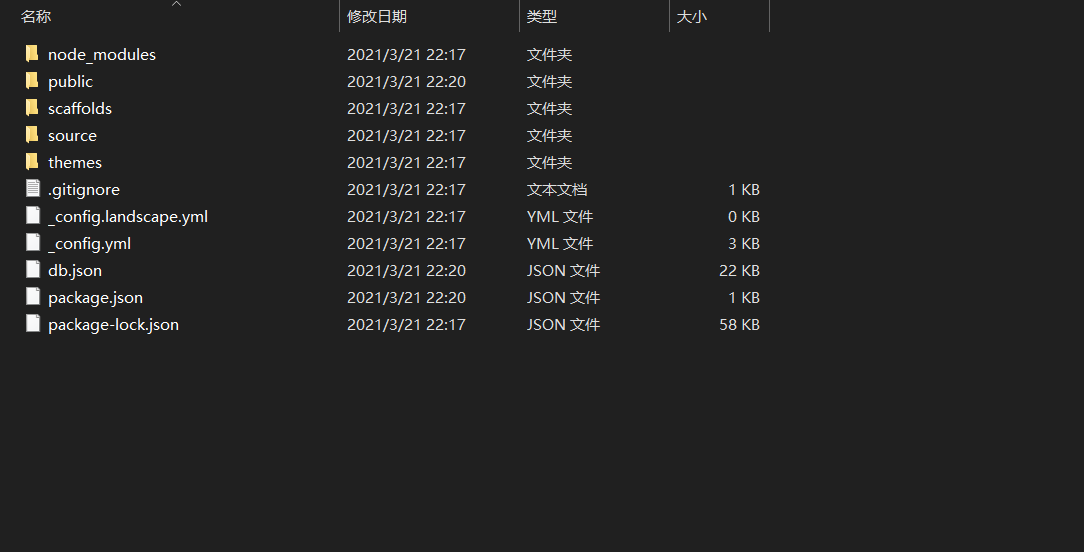 名称 修改日期 类型 大小
node_modules 2021/3/21 22:17 文件夹
public 2021/3/21 22:20 文件夹
scaffolds 2021/3/21 22:17 文件夹
source 2021/3/21 22:17 文件夹
themes 2021/3/21 22:17 文件夹
.gitignore 2021/3/21 22:17 文本文档 1 KB
_config.landscape.yml 2021/3/21 22:17 YML 文件 0 KB
_config.yml 2021/3/21 22:17 YML 文件 3 KB
db.json 2021/3/21 22:20 JSON 文件 22 KB
package.json 2021/3/21 22:20 JSON 文件 1 KB
package-lock.json 2021/3/21 22:17 JSON 文件 58 KB